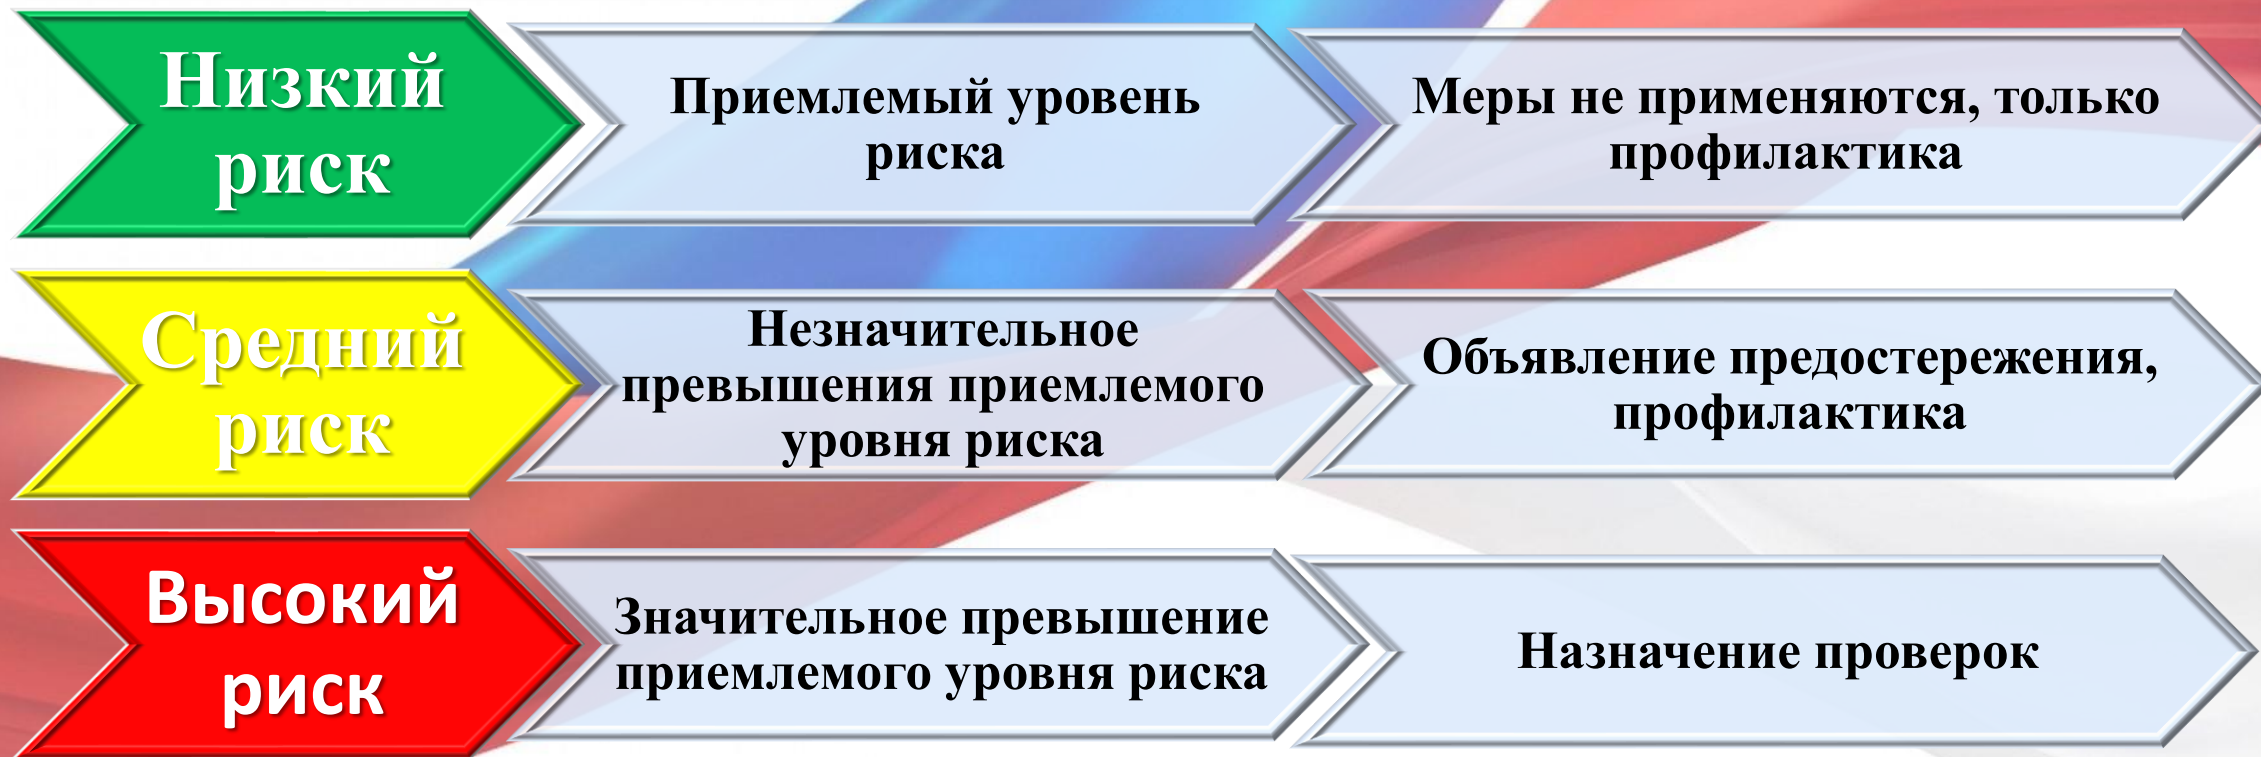 Низкий
риск
Приемлемый уровень
риска
Меры не применяются, только
профилактика
Средний
риск
Незначительное
превышения приемлемого
уровня риска
Объявление предостережения,
профилактика
Высокий
риск
Значительное превышение
приемлемого уровня риска
Назначение проверок